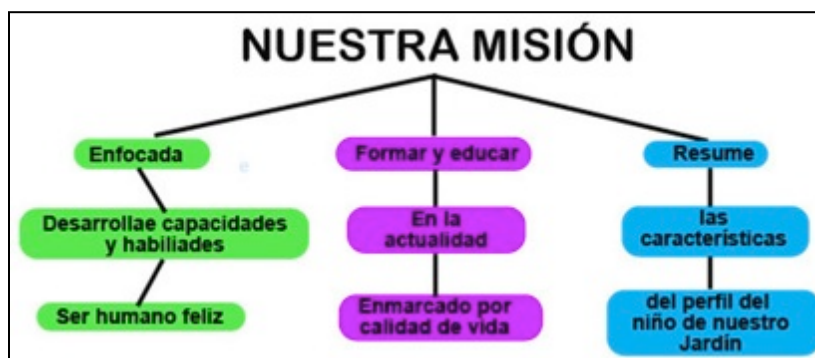 NUESTRA MISIÓN
Enfocada
Desarrollae capacidades
y habiliades
Ser humano feliz
Formar y educar
En la
actualidad
Enmarcado por
calidad de vida
Resume
las
características
del perfil del
niño de nuestro
Jardín
e